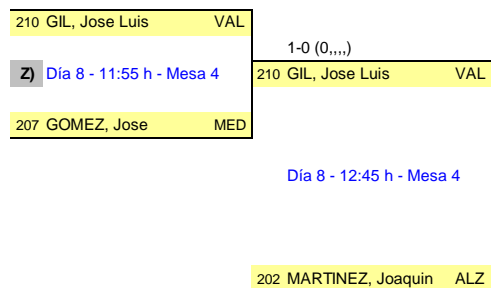 210 GIL, Jose Luis VAL
1-0 (0,,,,)
Z) Día 8 - 11:55 h - Mesa 4
210 GIL, Jose Luis VAL
207 GOMEZ, Jose MED
Día 8 - 12:45 h - Mesa 4
202 MARTINEZ, Joaquin ALZ